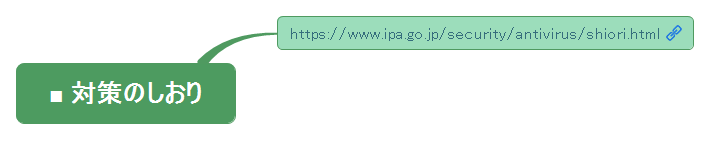 https://www.ipa.go.jp/security/antivirus/shiori.html
■ 対策のしおり